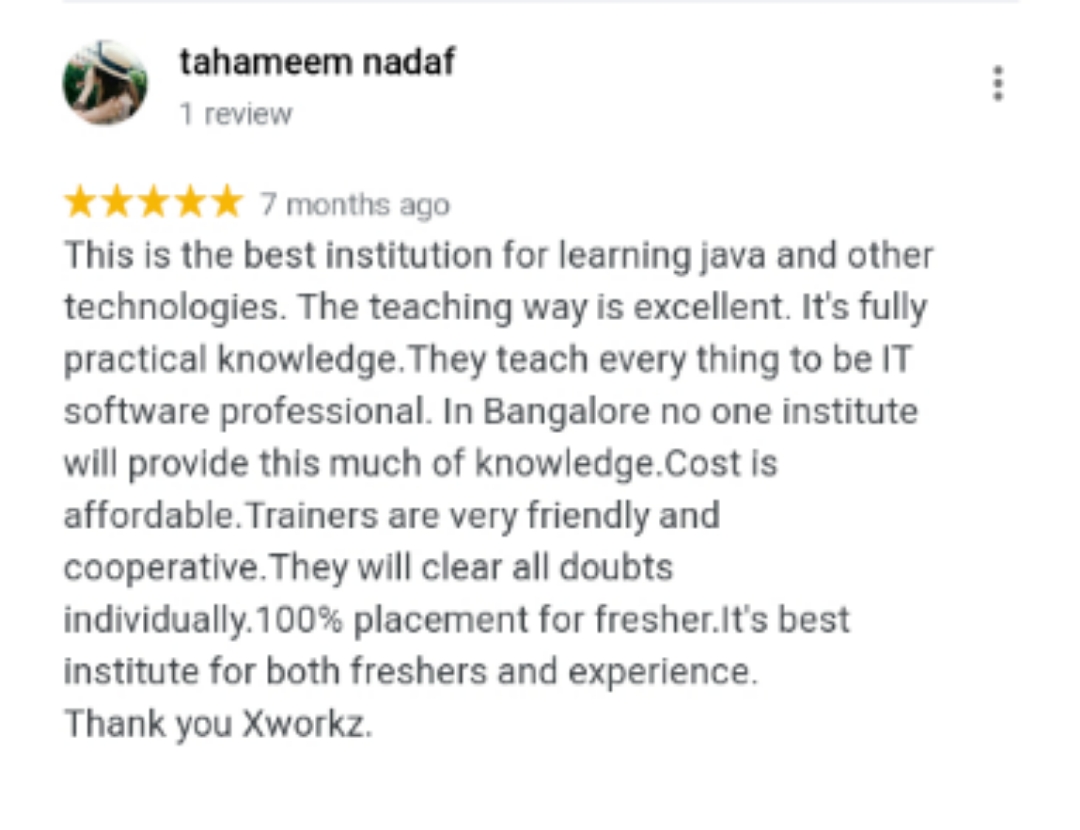 tahameem nadaf
1 review
7 months ago
This is the best institution for learning java and other
technologies. The teaching way is excellent. It's fully
practical knowledge.They teach every thing to be IT
software professional. In Bangalore no one institute
will provide this much of knowledge.Cost is
affordable.Trainers are very friendly and
cooperative.They will clear all doubts
individually.100% placement for fresher.It's best
institute for both freshers and experience.
Thank you Xworkz.